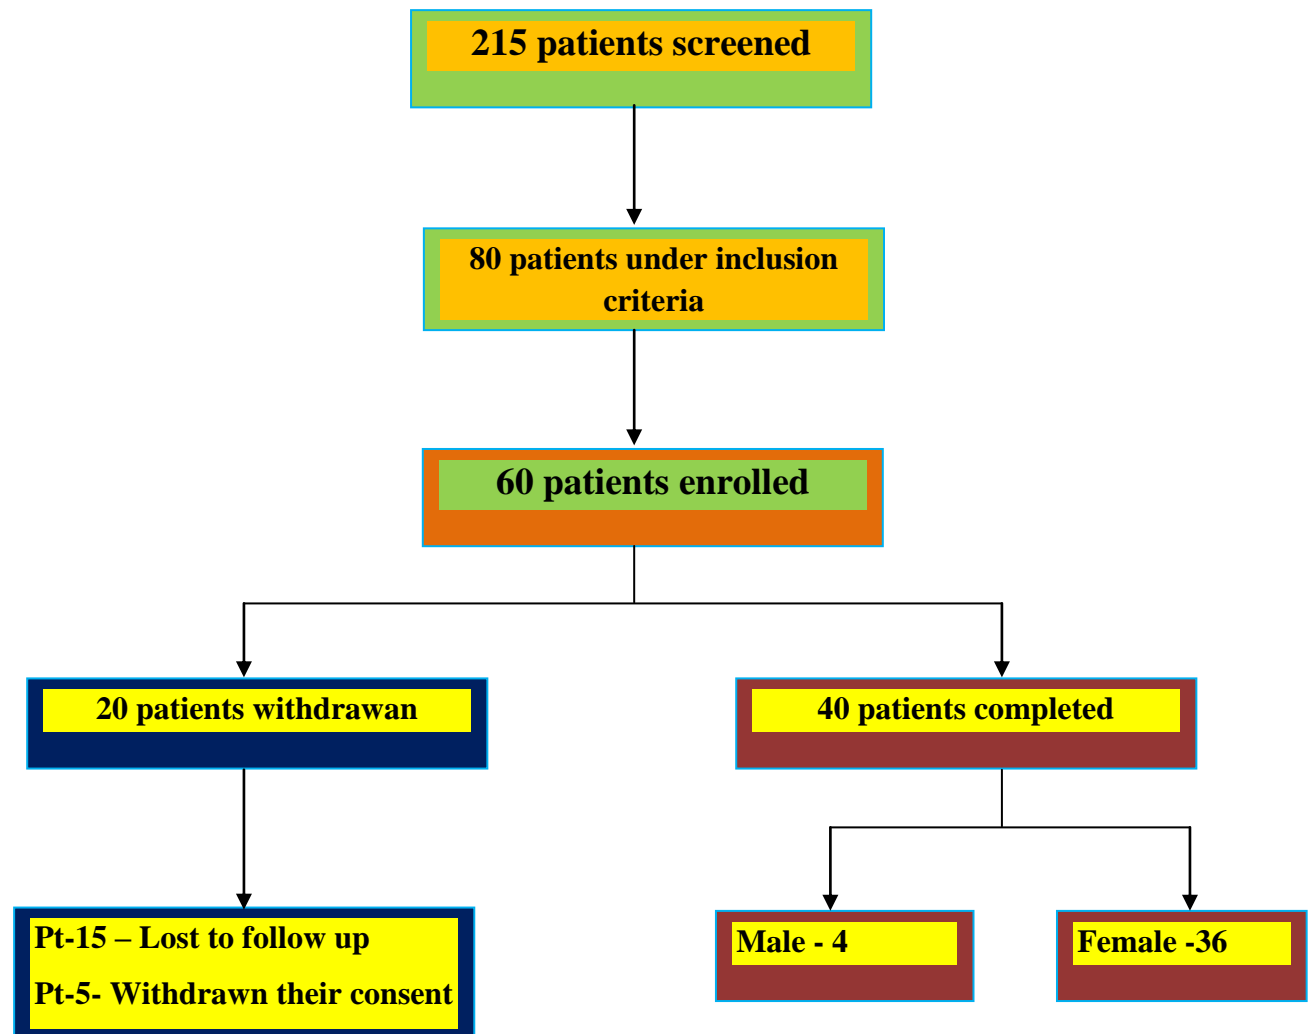 215 patients screened
80 patients under inclusion
criteria
60 patients enrolled
20 patients withdrawan
40 patients completed
Pt-15 – Lost to follow up
Pt-5- Withdrawn their consent
Male - 4
Female -36